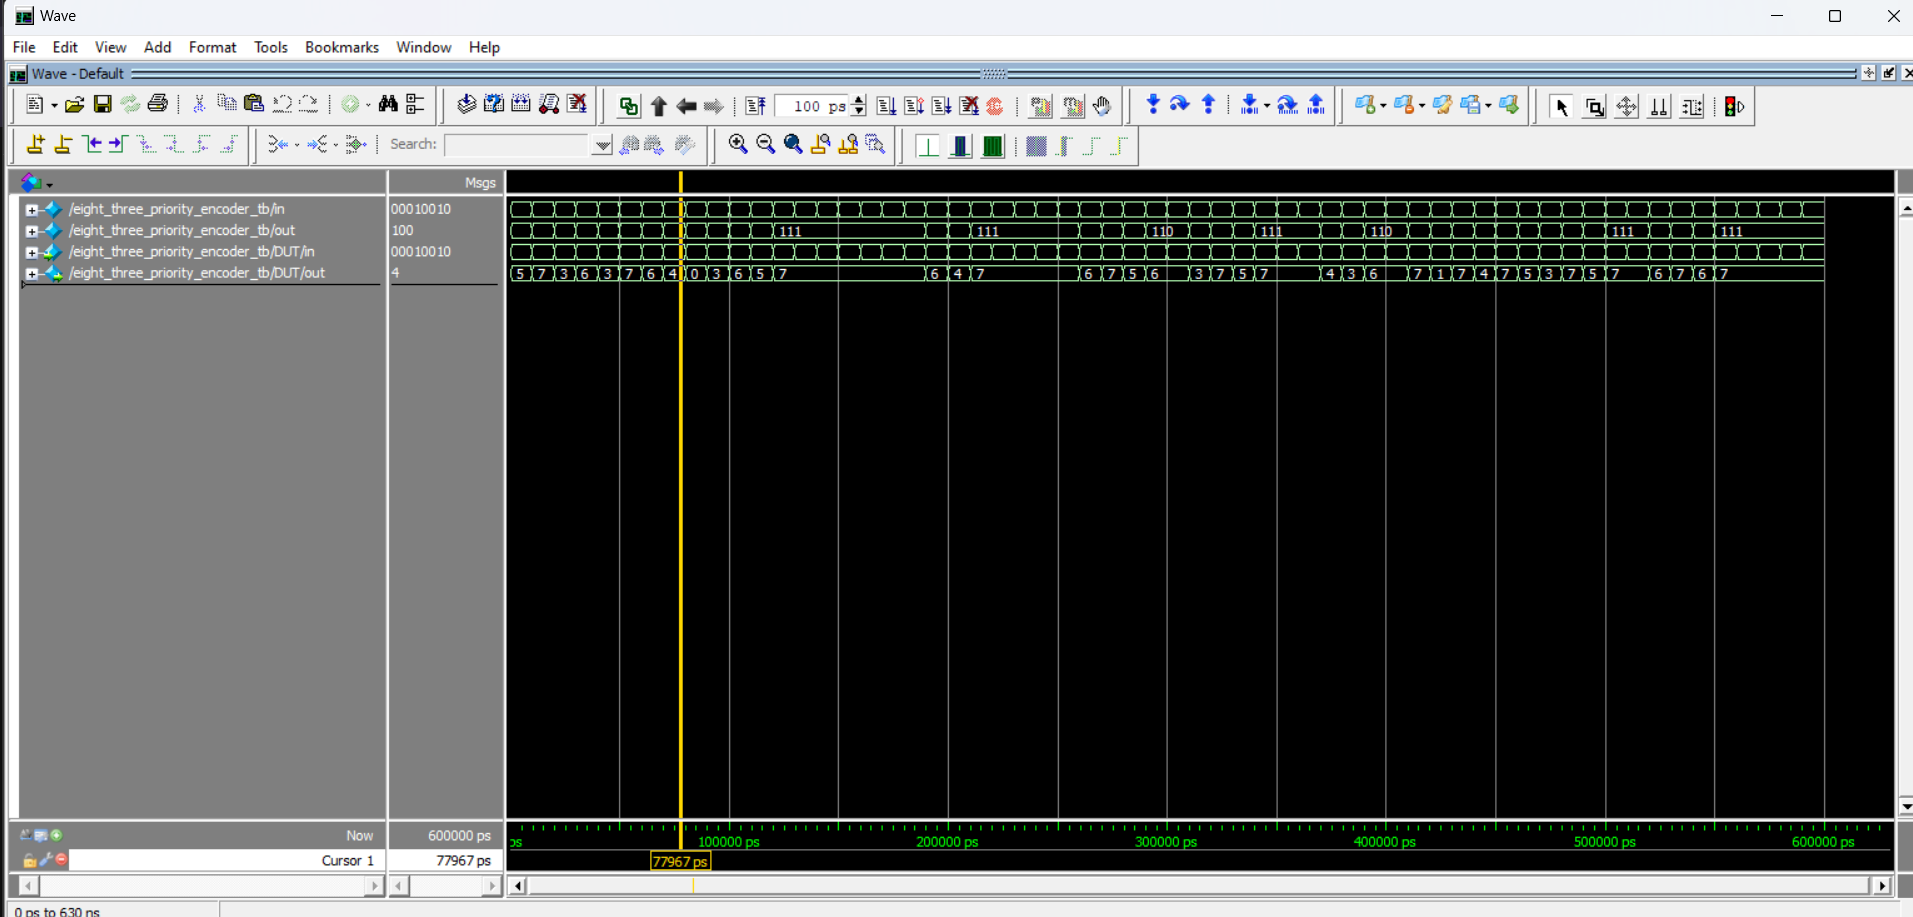 Wave
File Edit View Add Format Tools Bookmarks Window Help
Wave - Default
100 ps
Search:
Msgs
/eight_three_priority_encoder_tb/in 00010010
/eight_three_priority_encoder_tb/out 100 111 111 110 111 110 111 111
/eight_three_priority_encoder_tb/DUT/in 00010010
/eight_three_priority_encoder_tb/DUT/out 4 5 7 3 6 3 7 6 4 0 3 6 5 7 6 4 7 6 7 5 6 3 7 5 7 4 3 6 7 1 7 4 7 5 3 7 5 7 6 7 6 7
Now 600000 ps ps 100000 ps 200000 ps 300000 ps 400000 ps 500000 ps 600000 ps
Cursor 1 77967 ps 77967 ps
0 ps to 630 ns